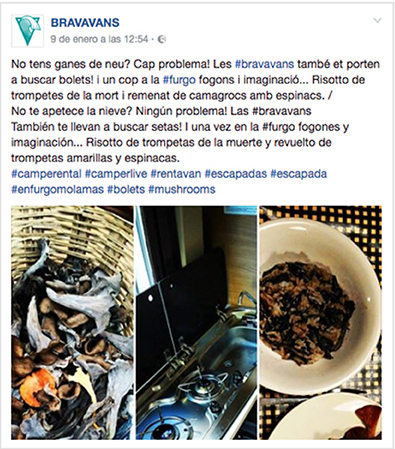 BRAVAVANS
9 de enero a las 12:54 ·
No tens ganes de neu? Cap problema! Les #bravavans també et porten
a buscar bolets! i un cop a la #furgo fogons i imaginació... Risotto de
trompetes de la mort i remenat de camagrocs amb espinacs. /
No te apetece la nieve? Ningún problema! Las #bravavans
También te llevan a buscar setas! I una vez en la #furgo fogones y
imaginación... Risotto de trompetas de la muerte y revuelto de
trompetas amarillas y espinacas.
#camperental #camperlive #rentavan #escapadas #escapada
#enfurgomolamas #bolets #mushrooms